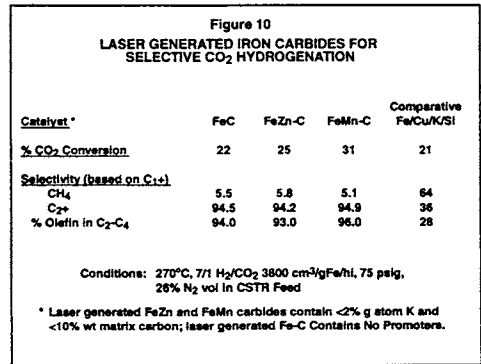 Figure 10
LASER GENERATED IRON CARBIDES FOR
SELECTIVE CO2 HYDROGENATION
Comparative
Catalyst * FeC FeZn-C FeMn-C Fe/Cu/K/Si
% CO2 Conversion 22 25 31 21
Selectivity (based on C1+)
CH4 5.5 5.8 5.1 64
C2+ 94.5 94.2 94.9 36
% Olefin in C2-C4 94.0 93.0 96.0 28
Conditions: 270°C, 7/1 H2/CO2 3800 cm3/gFe/hr, 75 psig,
26% N2 vol in CSTR Feed
* Laser generated FeZn and FeMn carbides contain <2% g atom K and
<10% wt matrix carbon; laser generated Fe-C Contains No Promoters.